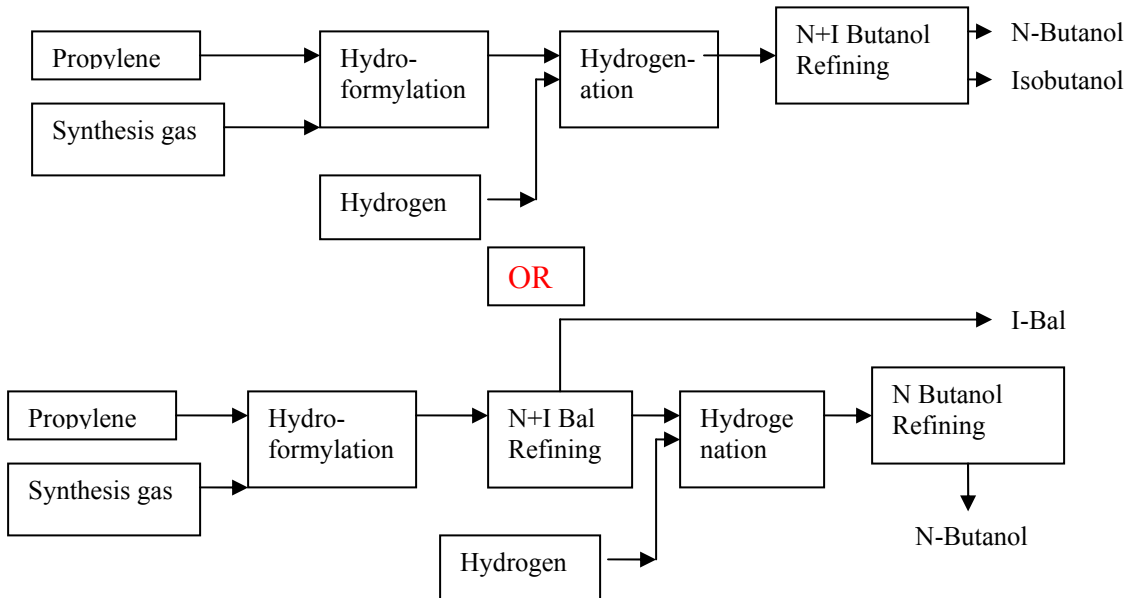 Propylene
Synthesis gas
Hydro-
formylation
Hydrogen
Hydrogen-
ation
N+I Butanol
Refining
N-Butanol
Isobutanol
OR
Propylene
Synthesis gas
Hydro-
formylation
N+I Bal
Refining
I-Bal
Hydrogen
Hydroge
nation
N Butanol
Refining
N-Butanol